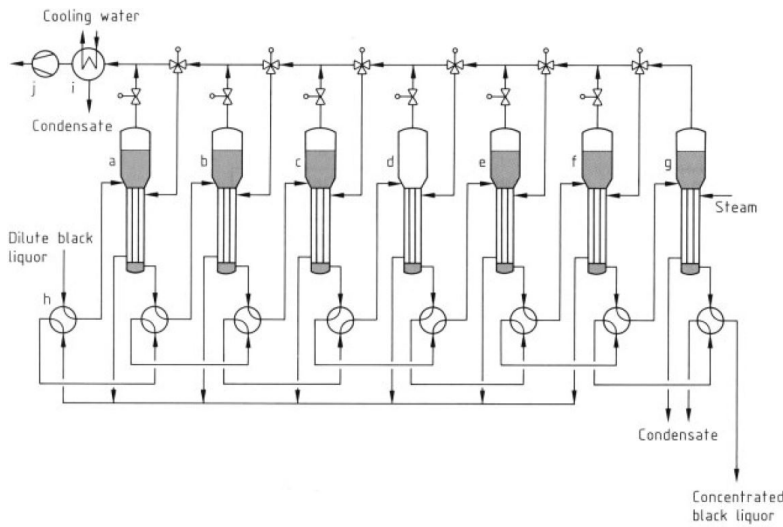 Cooling water
j
i
Condensate
a
b
c
d
e
f
g
Steam
Dilute black
liquor
h
Condensate
Concentrated
black liquor